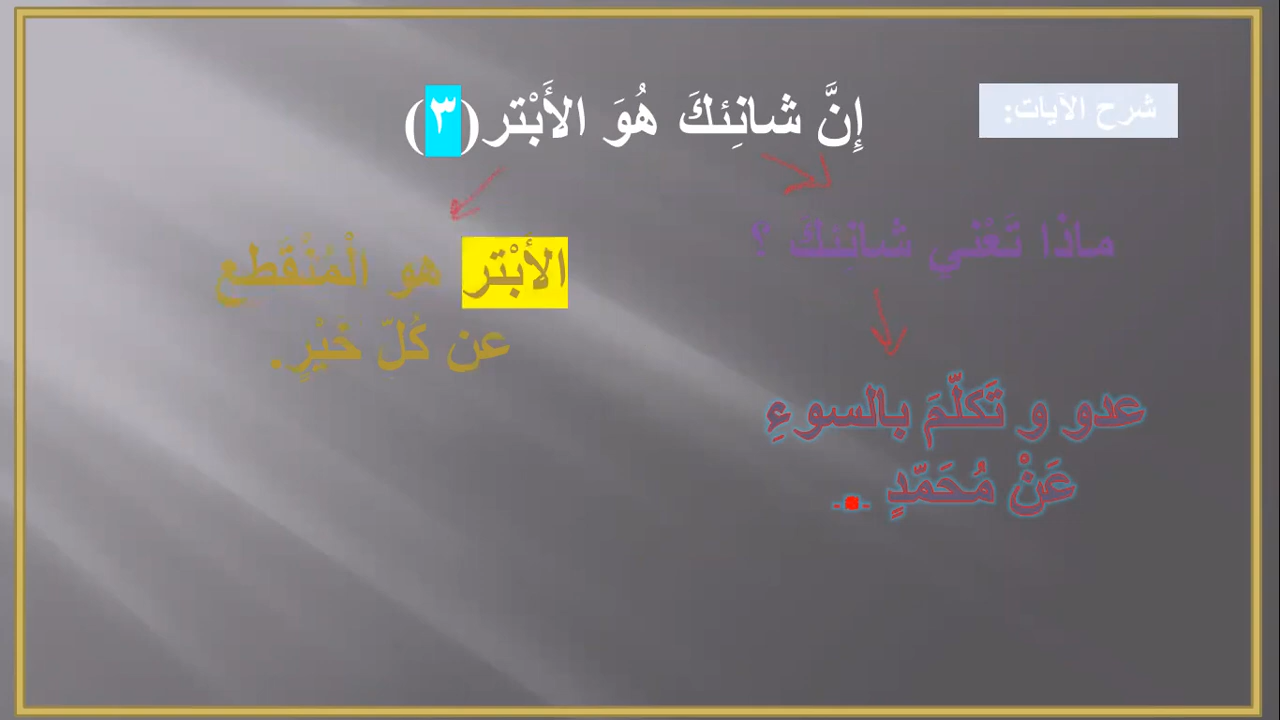 شرح الآيات:
إِنَّ شانِئكَ هُوَ الأَبْتر(٣)
ماذا تَعْني شانِئكَ ؟
عدو و تَكلّمَ بالسوءِ
عَنْ مُحَمّدٍ ..
الأَبْتر هو الْمُنْقَطِع
عن كُلّ خَيْرٍ.